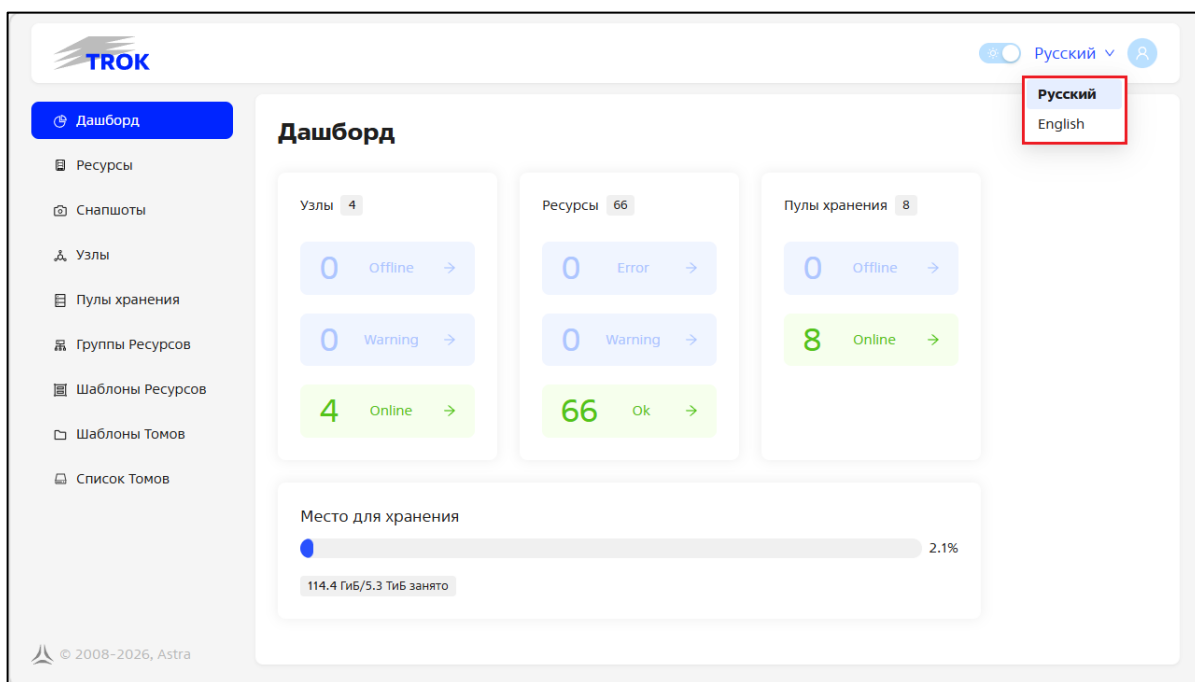 TROK
Русский
Русский
English
Дашборд
Ресурсы
Снапшоты
Узлы
Пулы хранения
Группы Ресурсов
Шаблоны Ресурсов
Шаблоны Томов
Список Томов
© 2008-2026, Astra
Дашборд
Узлы 4
0 Offline →
0 Warning →
4 Online →
Ресурсы 66
0 Error →
0 Warning →
66 Ok →
Пулы хранения 8
0 Offline →
8 Online →
Место для хранения
2.1%
114.4 ГиБ/5.3 ТиБ занято